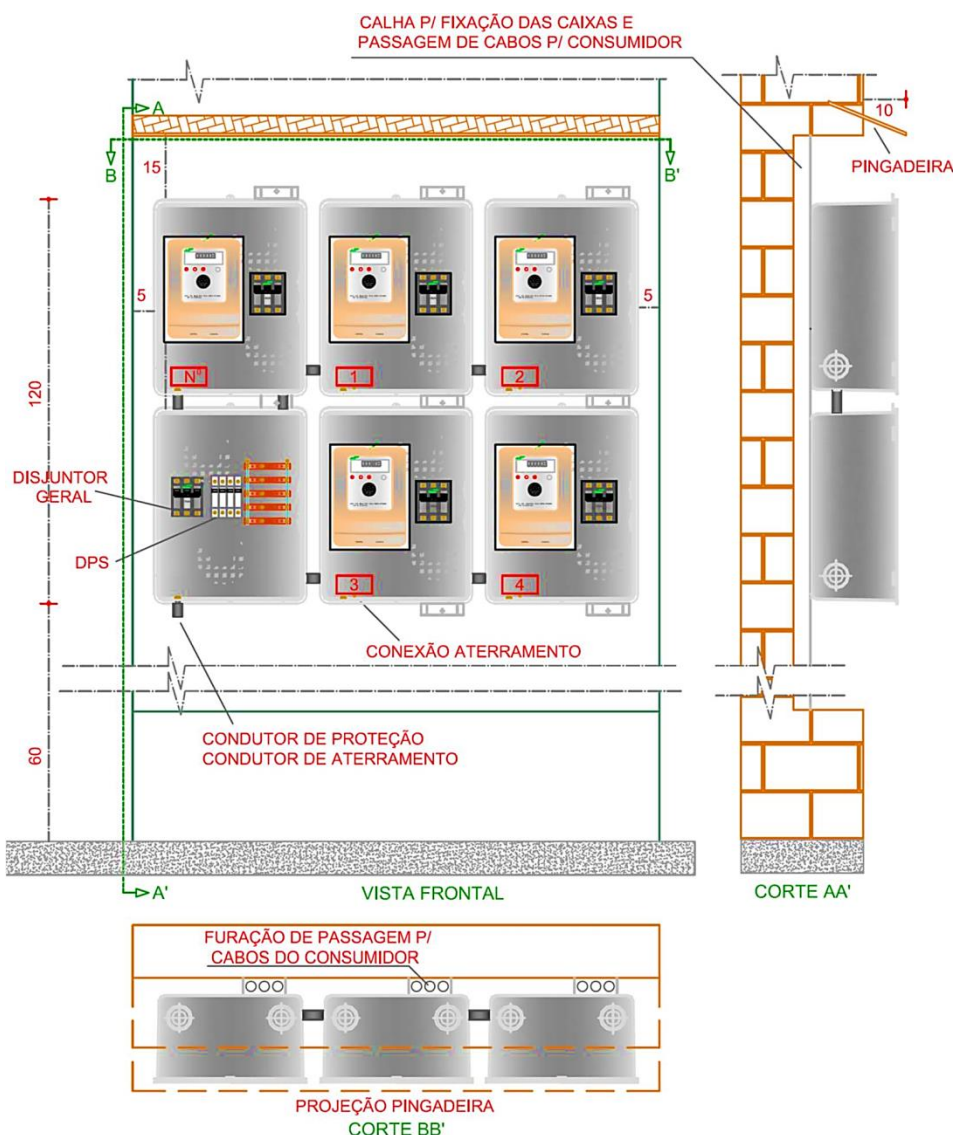 CALHA P/ FIXAÇÃO DAS CAIXAS E
PASSAGEM DE CABOS P/ CONSUMIDOR
A
10
B
15
B'
PINGADEIRA
5
5
Nº
1
2
120
DISJUNTOR
GERAL
DPS
3
4
CONEXÃO ATERRAMENTO
60
CONDUTOR DE PROTEÇÃO
CONDUTOR DE ATERRAMENTO
A'
VISTA FRONTAL
CORTE AA'
FURAÇÃO DE PASSAGEM P/
CABOS DO CONSUMIDOR
PROJEÇÃO PINGADEIRA
CORTE BB'